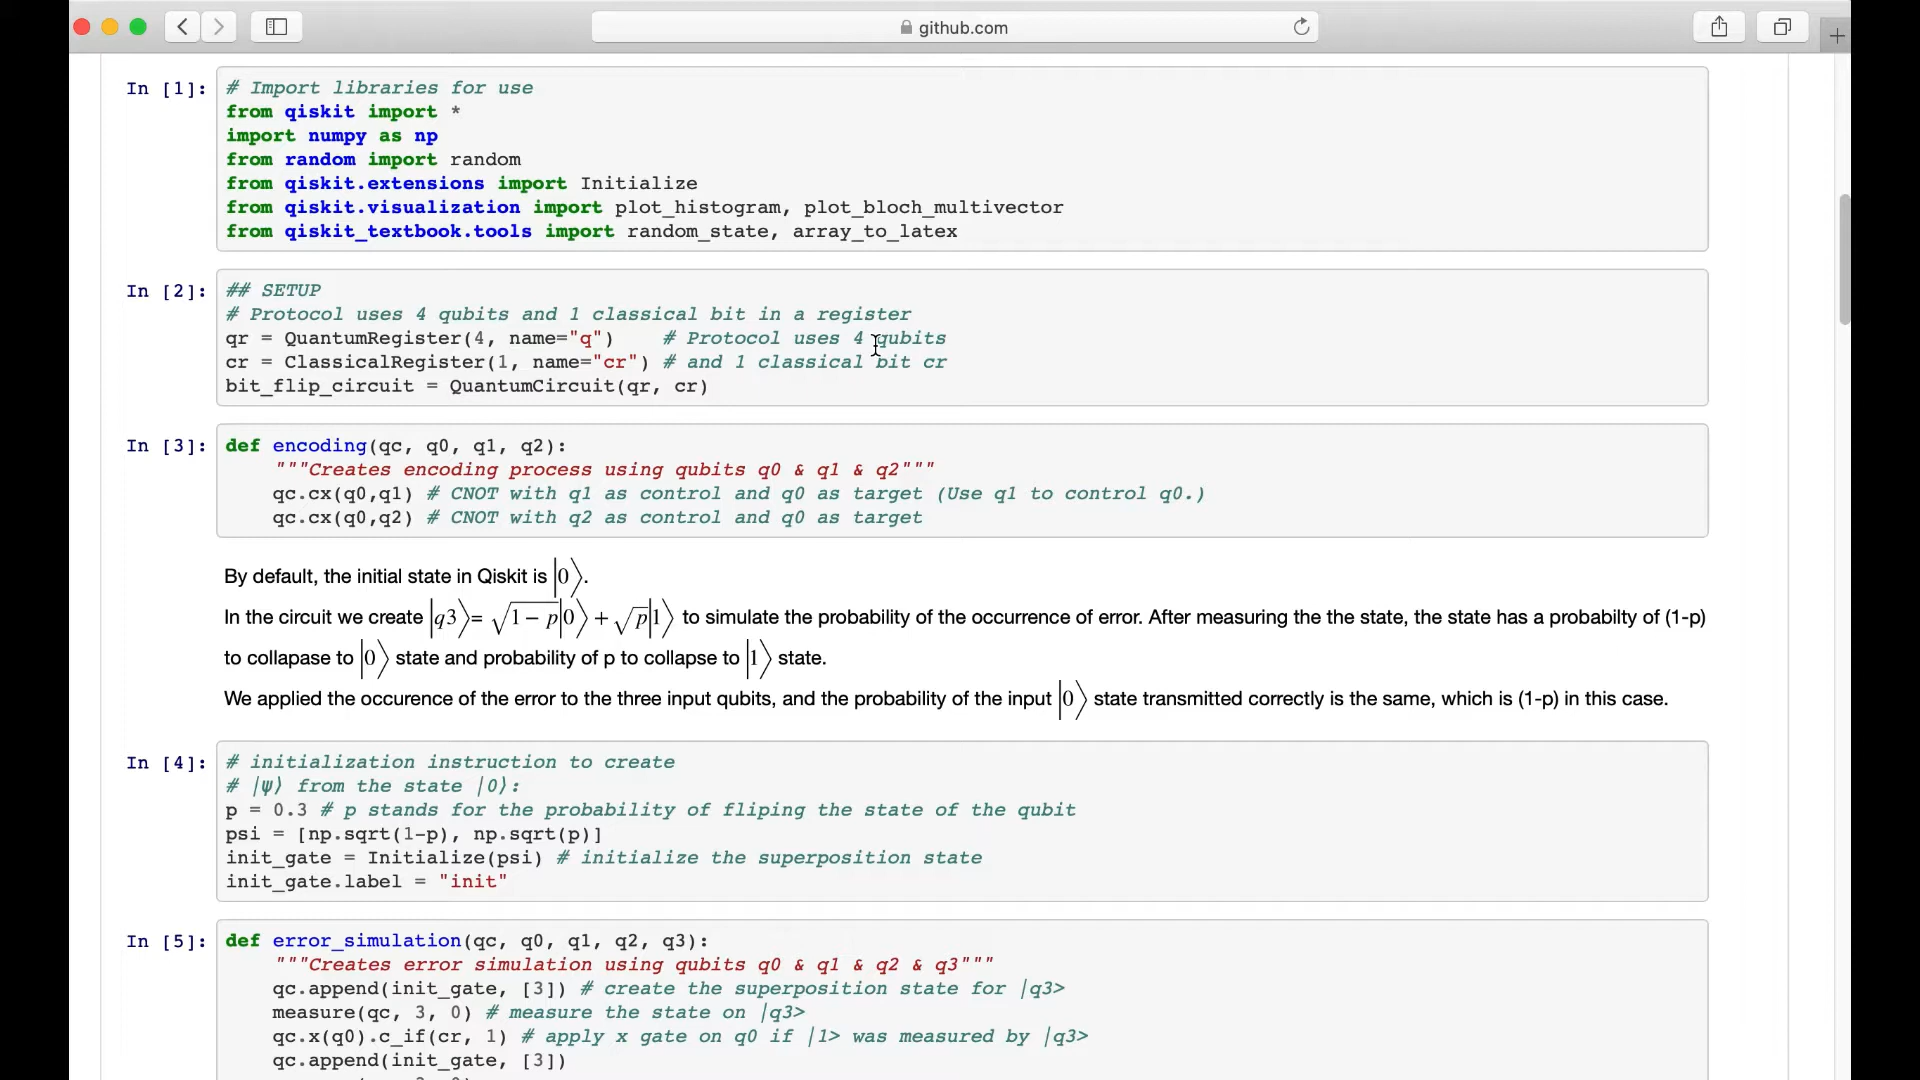 github.com
In [1]:
# Import libraries for use
from qiskit import *
import numpy as np
from random import random
from qiskit.extensions import Initialize
from qiskit.visualization import plot_histogram, plot_bloch_multivector
from qiskit_textbook.tools import random_state, array_to_latex
In [2]:
## SETUP
# Protocol uses 4 qubits and 1 classical bit in a register
qr = QuantumRegister(4, name="q")    # Protocol uses 4 qubits
cr = ClassicalRegister(1, name="cr") # and 1 classical bit cr
bit_flip_circuit = QuantumCircuit(qr, cr)
In [3]:
def encoding(qc, q0, q1, q2):
    """Creates encoding process using qubits q0 & q1 & q2"""
    qc.cx(q0,q1) # CNOT with q1 as control and q0 as target (Use q1 to control q0.)
    qc.cx(q0,q2) # CNOT with q2 as control and q0 as target
By default, the initial state in Qiskit is |0⟩.
In the circuit we create |q3⟩= √(1 − p)|0⟩ + √p|1⟩ to simulate the probability of the occurrence of error. After measuring the the state, the state has a probabilty of (1-p)
to collapase to |0⟩ state and probability of p to collapse to |1⟩ state.
We applied the occurence of the error to the three input qubits, and the probability of the input |0⟩ state transmitted correctly is the same, which is (1-p) in this case.
In [4]:
# initialization instruction to create
# |ψ⟩ from the state |0⟩:
p = 0.3 # p stands for the probability of fliping the state of the qubit
psi = [np.sqrt(1-p), np.sqrt(p)]
init_gate = Initialize(psi) # initialize the superposition state
init_gate.label = "init"
In [5]:
def error_simulation(qc, q0, q1, q2, q3):
    """Creates error simulation using qubits q0 & q1 & q2 & q3"""
    qc.append(init_gate, [3]) # create the superposition state for |q3>
    measure(qc, 3, 0) # measure the state on |q3>
    qc.x(q0).c_if(cr, 1) # apply x gate on q0 if |1> was measured by |q3>
    qc.append(init_gate, [3])